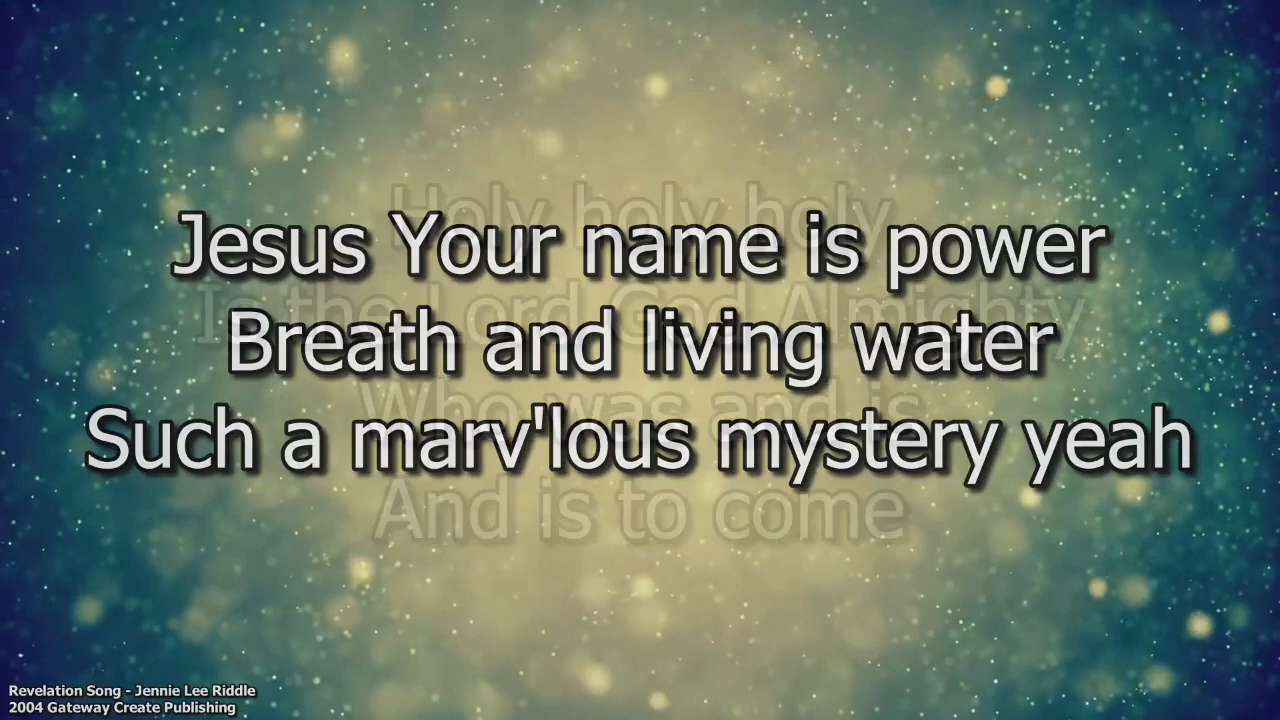 Holy holy holy
Jesus Your name is power
Is the Lord God Almighty
Breath and living water
Who was and is
Such a marv'lous mystery yeah
And is to come
Revelation Song - Jennie Lee Riddle
2004 Gateway Create Publishing